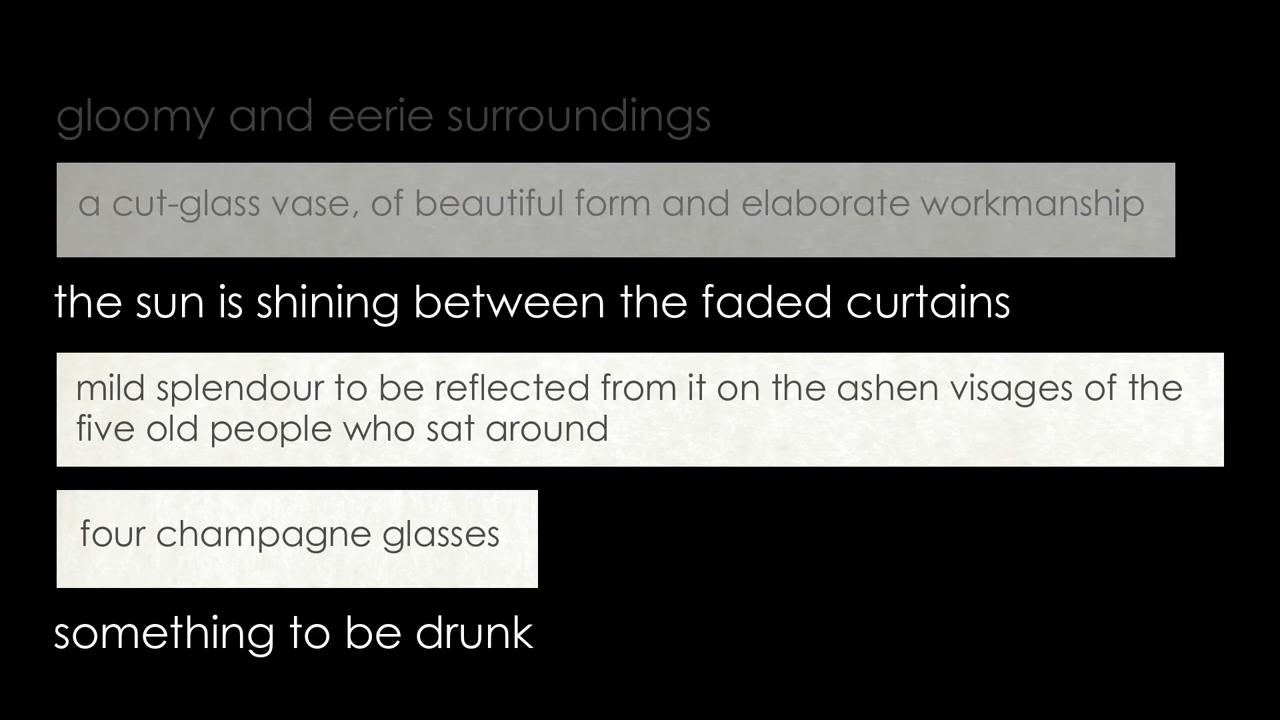 gloomy and eerie surroundings
a cut-glass vase, of beautiful form and elaborate workmanship
the sun is shining between the faded curtains
mild splendour to be reflected from it on the ashen visages of the
five old people who sat around
four champagne glasses
something to be drunk